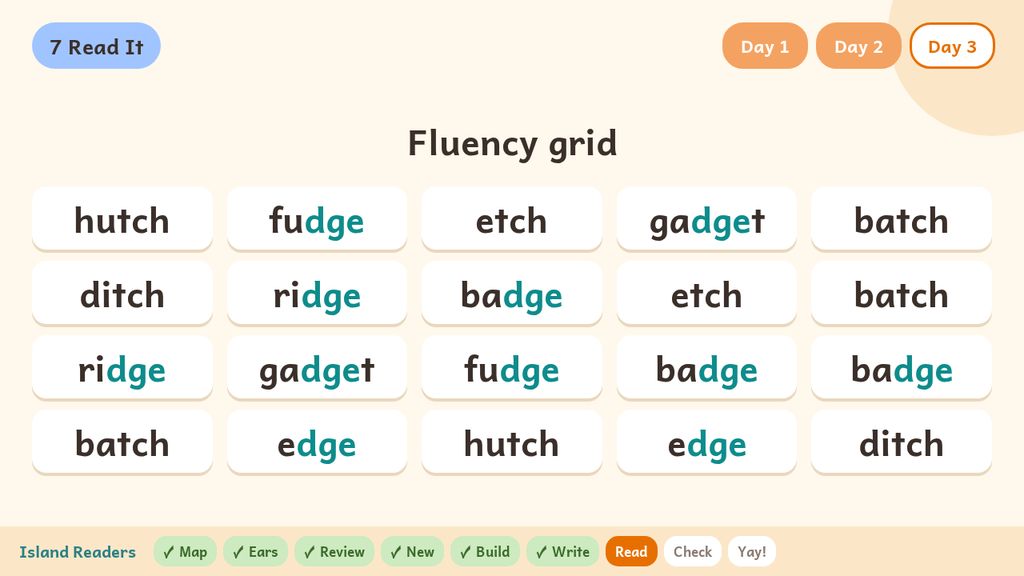 7 Read It
Day 1 Day 2 Day 3
Fluency grid
hutch fudge etch gadget batch
ditch ridge badge etch batch
ridge gadget fudge badge badge
batch edge hutch edge ditch
Island Readers ✓ Map ✓ Ears ✓ Review ✓ New ✓ Build ✓ Write Read Check Yay!